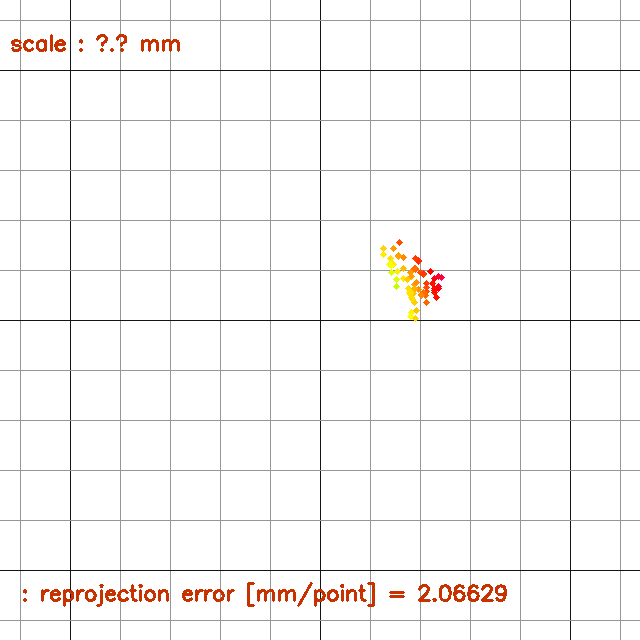 scale : ?.? mm
: reprojection error [mm/point] = 2.06629